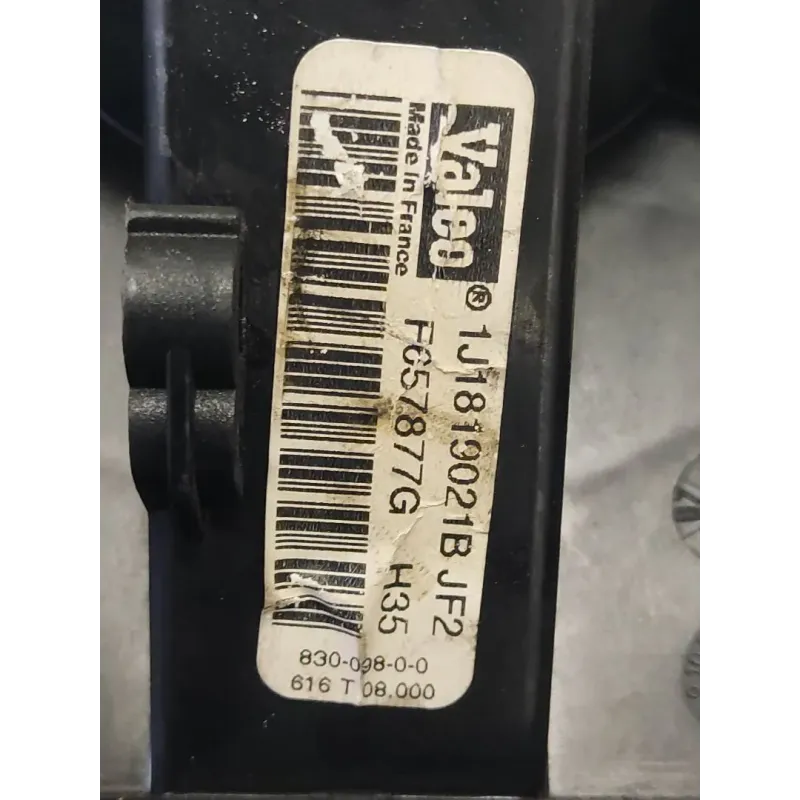 Valeo
Made In France
® 1J1819021B JF2
F657877G H35
830-098-0-0
616 T 08.000